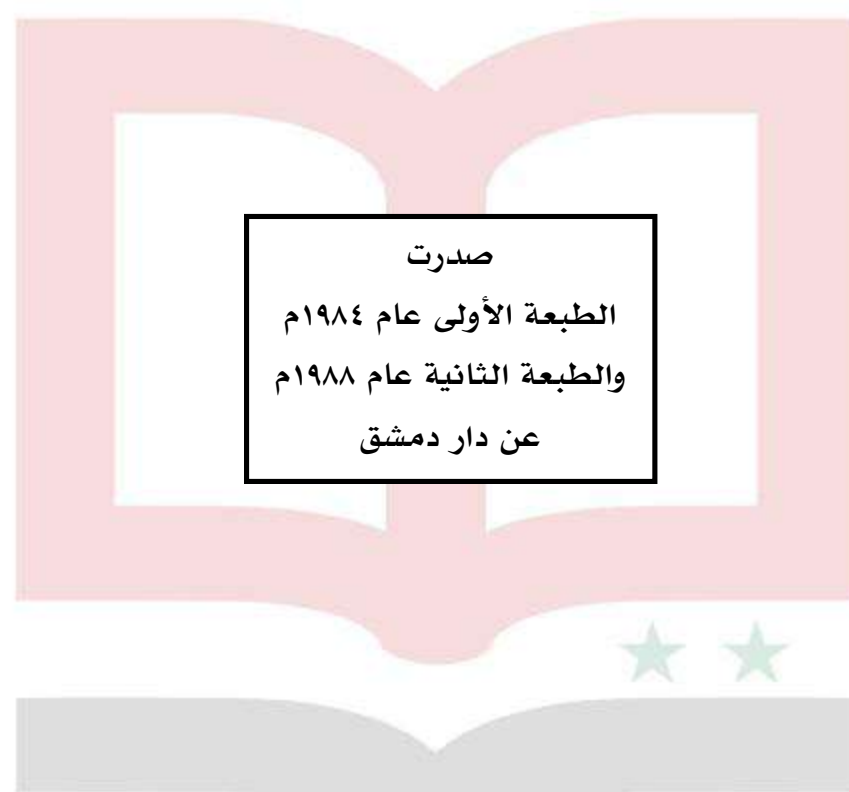 صدرت
الطبعة الأولى عام ١٩٨٤م
والطبعة الثانية عام ١٩٨٨م
عن دار دمشق